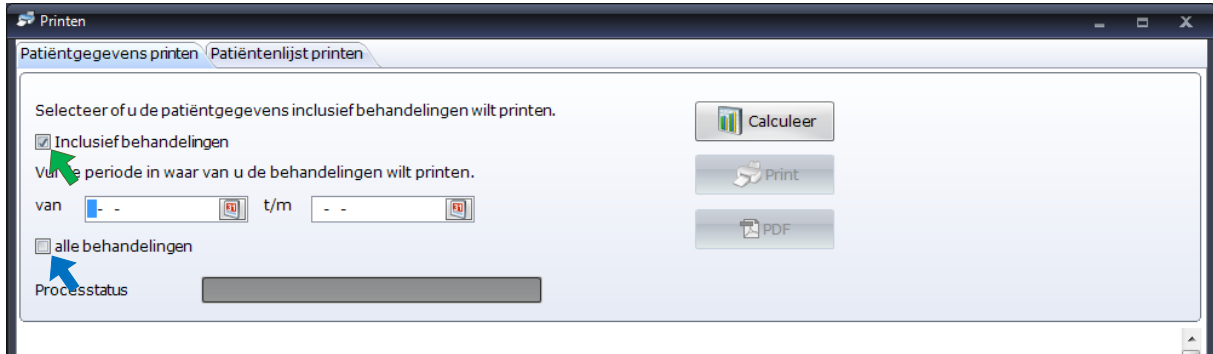 Printen
Patiëntgegevens printen Patiëntenlijst printen
Selecteer of u de patiëntgegevens inclusief behandelingen wilt printen.
Calculeer
Inclusief behandelingen
periode in waar van u de behandelingen wilt printen.
Print
van - - t/m - -
PDF
alle behandelingen
Processtatus